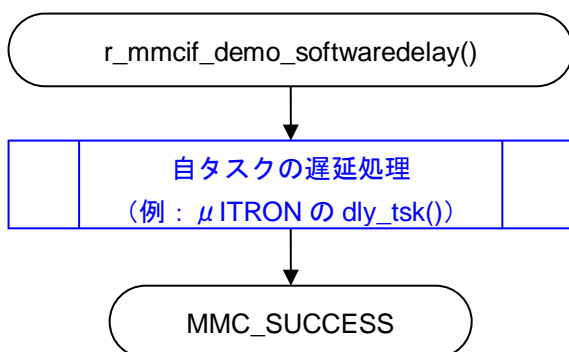 r_mmcif_demo_softwaredelay()
自タスクの遅延処理
（例：μITRON の dly_tsk()）
MMC_SUCCESS